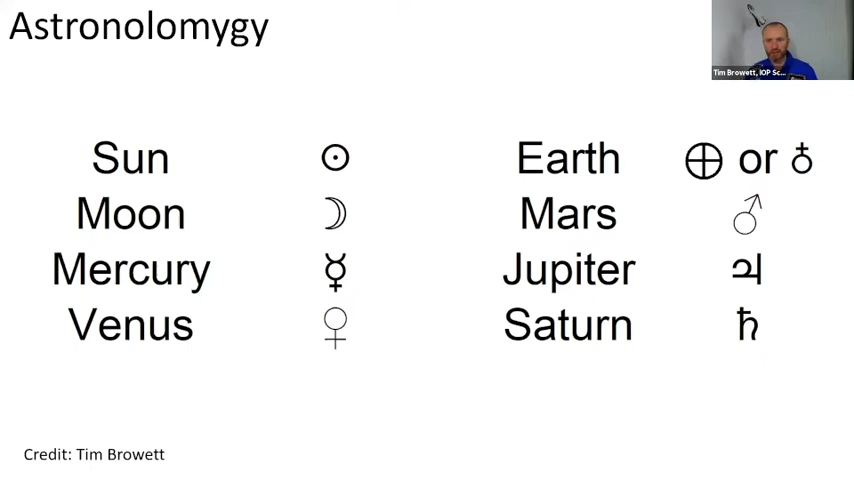 Astronolomygy
Tim Browett, IOP Sc...
Sun ☉ Earth ⊕ or ♁
Moon ☽ Mars ♂
Mercury ☿ Jupiter ♃
Venus ♀ Saturn ♄
Credit: Tim Browett